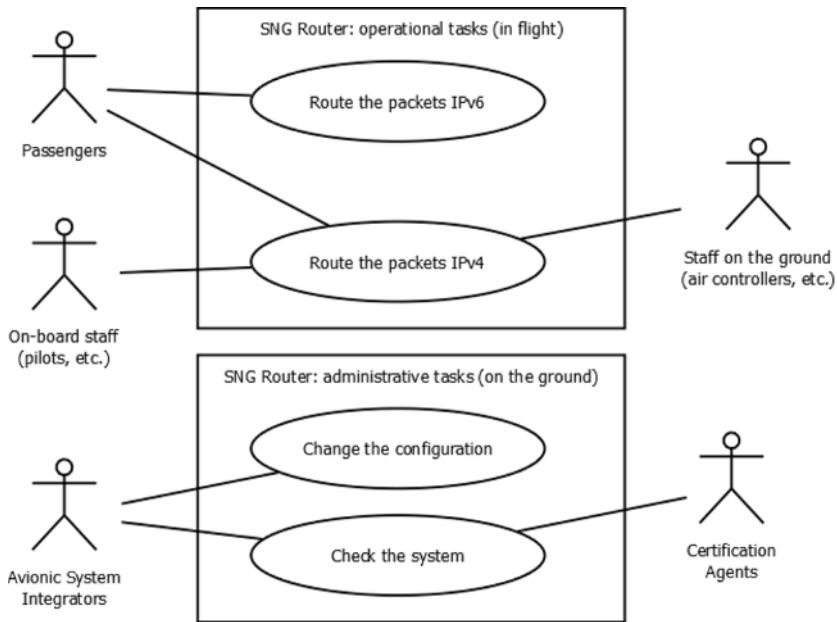 SNG Router: operational tasks (in flight)
Route the packets IPv6
Passengers
Route the packets IPv4
Staff on the ground
(air controllers, etc.)
On-board staff
(pilots, etc.)
SNG Router: administrative tasks (on the ground)
Change the configuration
Check the system
Avionic System
Integrators
Certification
Agents